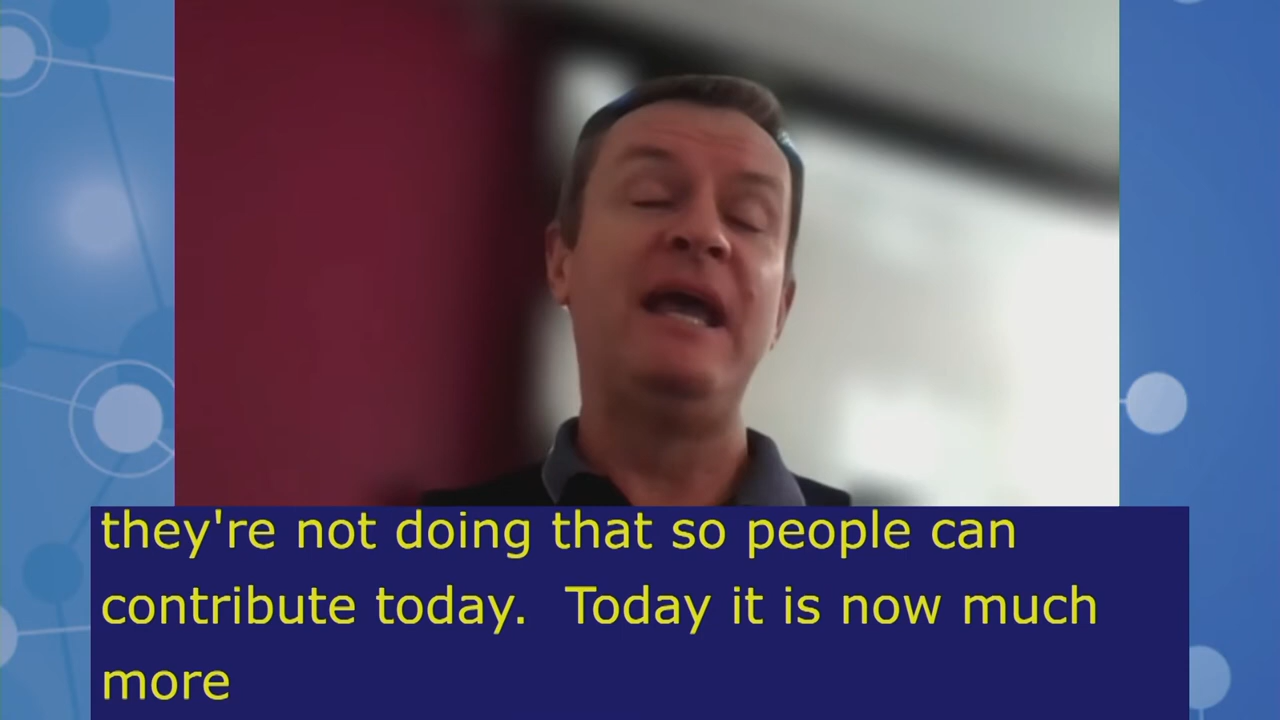 they're not doing that so people can
contribute today.  Today it is now much
more